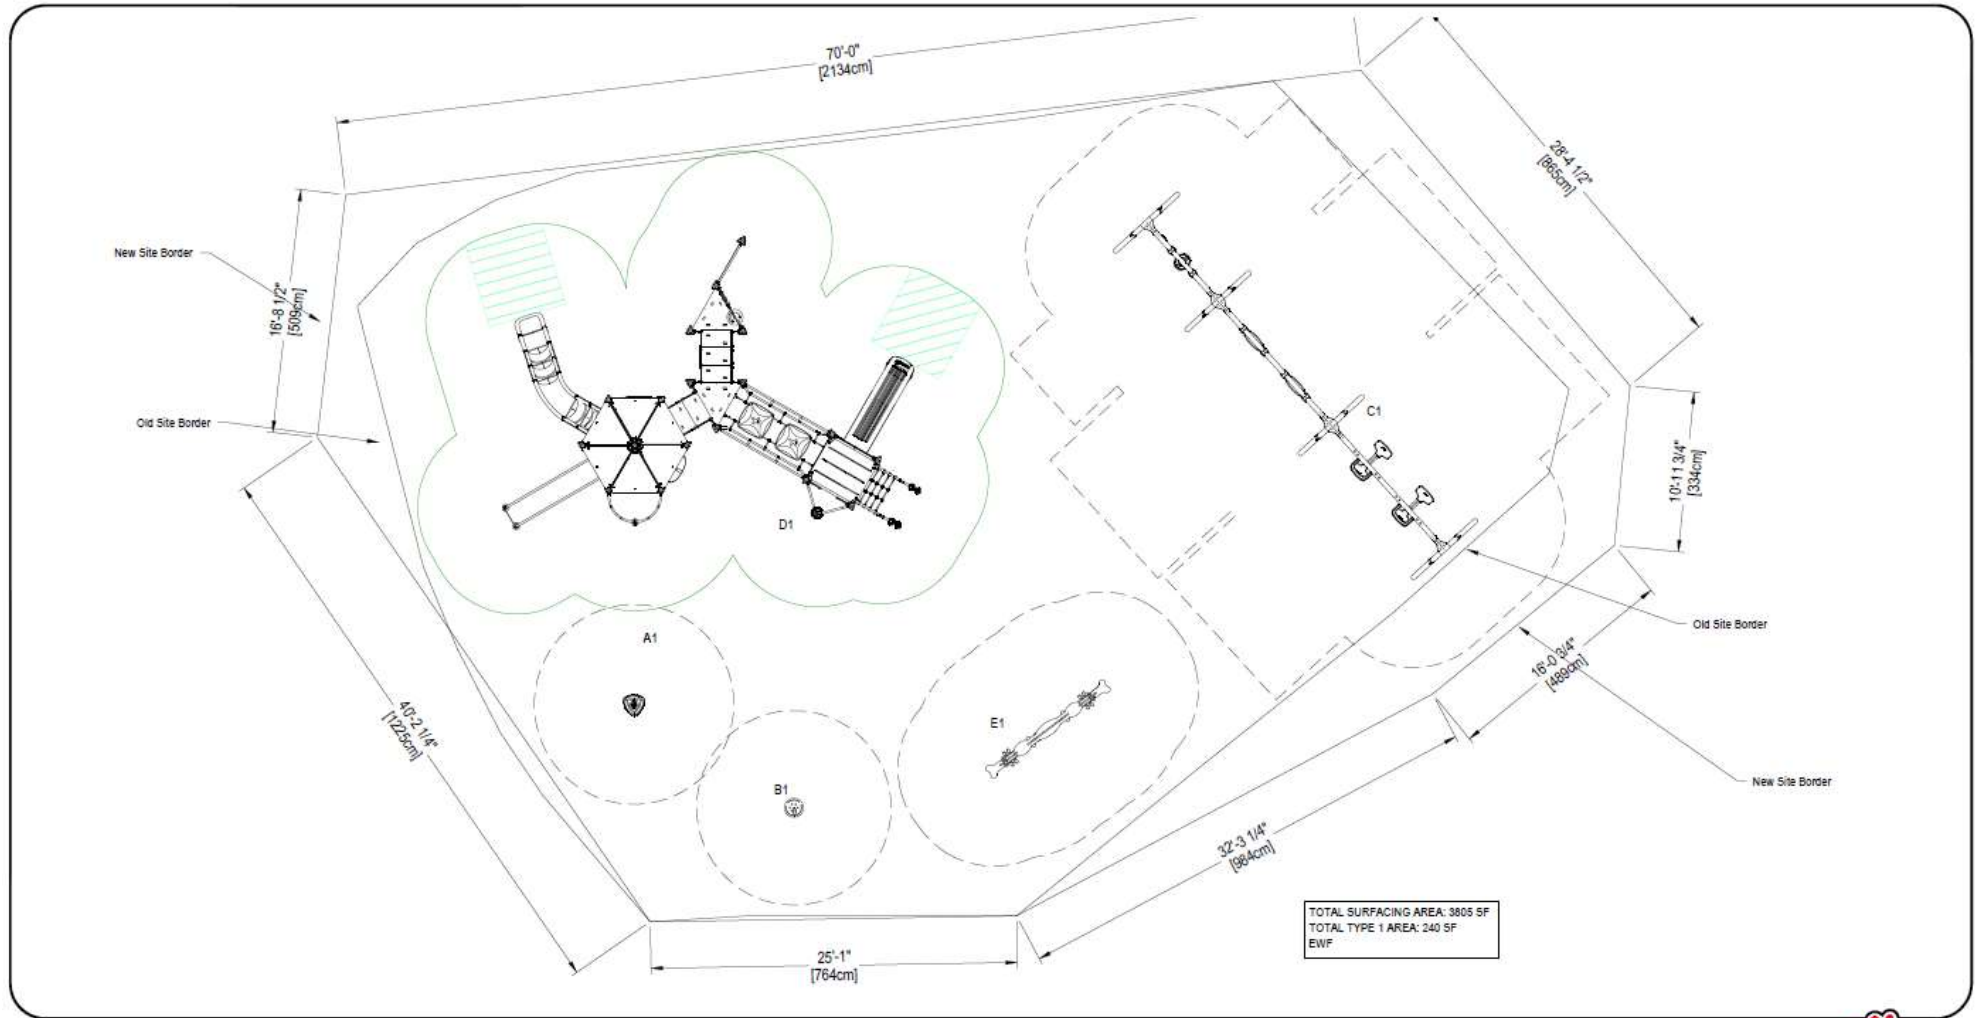 70'-0"
[2134cm]
28'-4 1/2"
[865cm]
New Site Border
16'-8 1/2"
[509cm]
Old Site Border
C1
10'-11 3/4"
[334cm]
D1
Old Site Border
A1
16'-0 3/4"
[489cm]
E1
40'-2 1/4"
[1225cm]
B1
New Site Border
32'-3 1/4"
[984cm]
TOTAL SURFACING AREA: 3805 SF
TOTAL TYPE 1 AREA: 240 SF
EWF
25'-1"
[764cm]